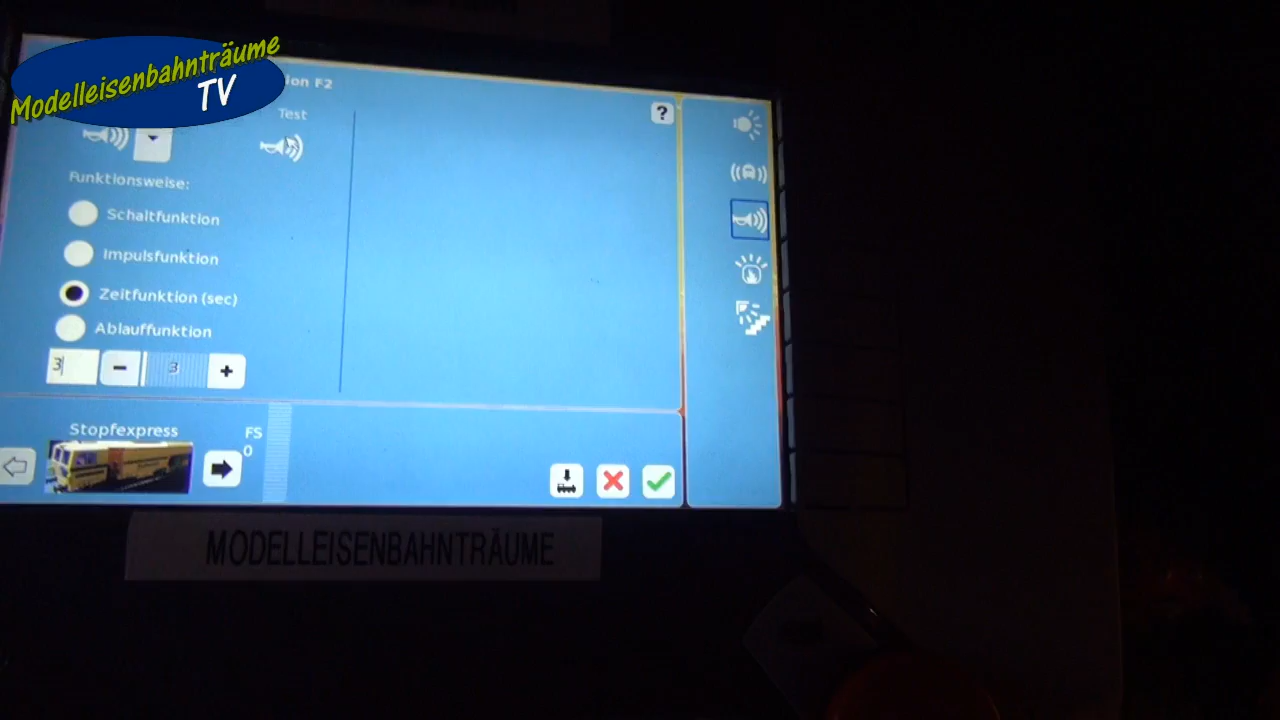 Modelleisenbahnträume
TV
ion F2
Test
?
Funktionsweise:
Schaltfunktion
Impulsfunktion
Zeitfunktion (sec)
Ablauffunktion
3 - 3 +
Stopfexpress
FS
0
MODELLEISENBAHNTRÄUME